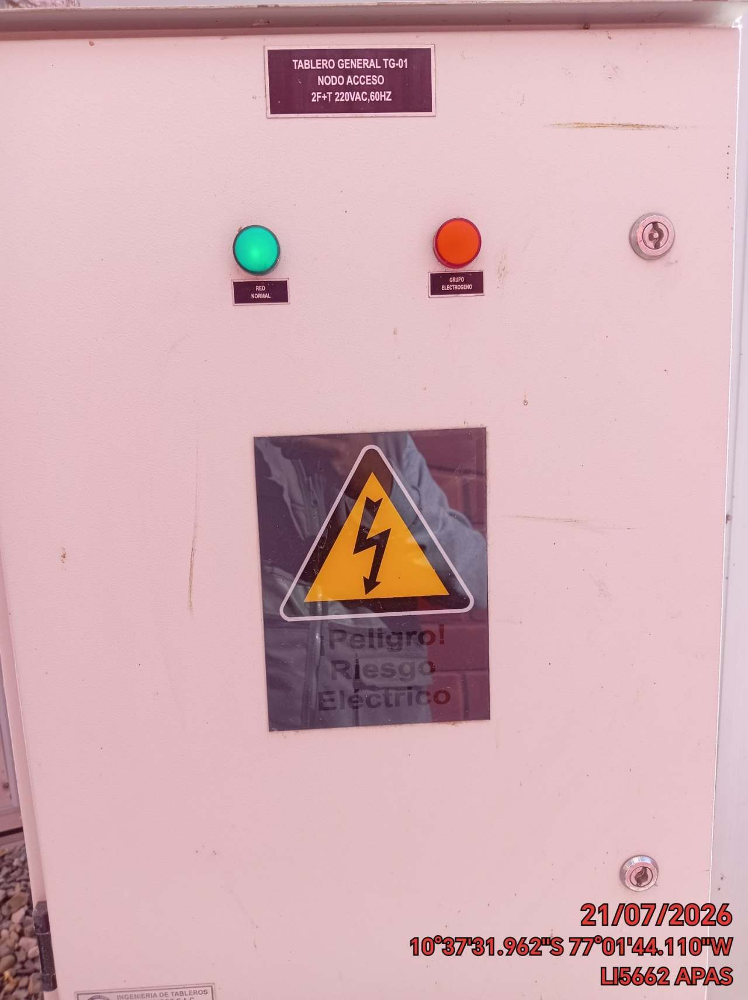 TABLERO GENERAL TG-01
NODO ACCESO
2F+T 220VAC,60HZ
RED
NORMAL
GRUPO
ELECTROGENO
¡Peligro!
Riesgo
Eléctrico
21/07/2026
10°37'31.962"S 77°01'44.110"W
LI5662 APAS
INGENIERIA DE TABLEROS